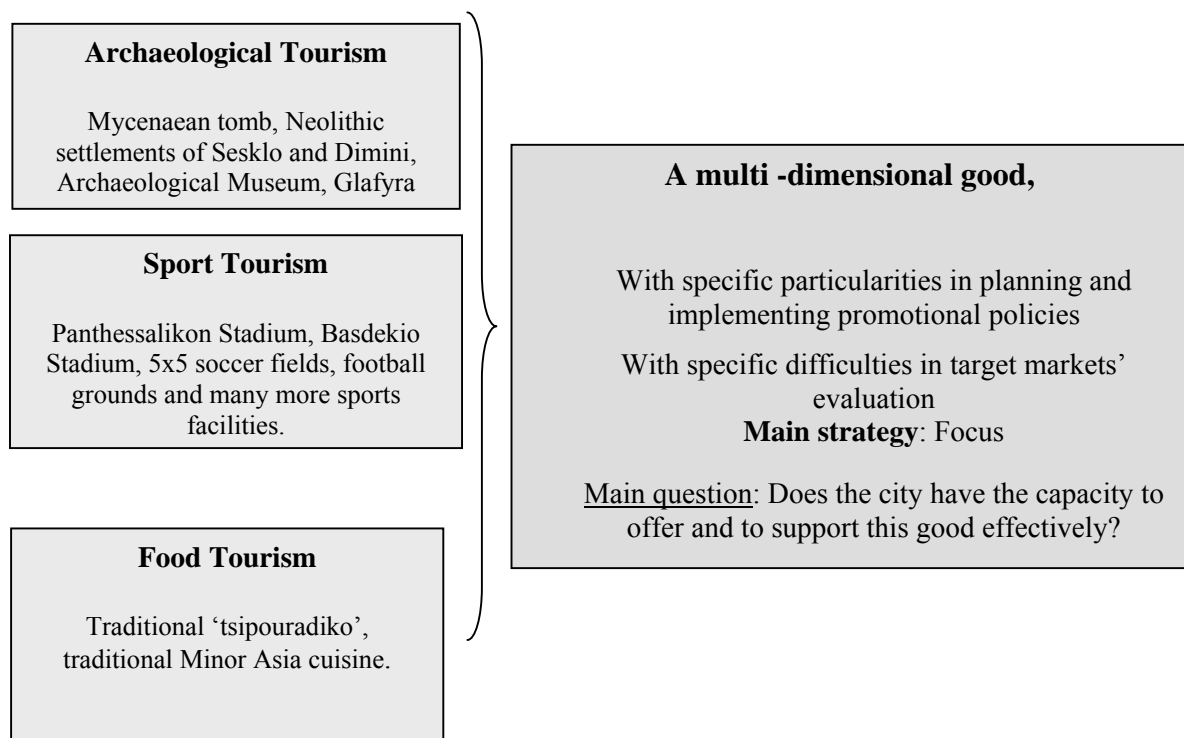 Archaeological Tourism
Mycenaean tomb, Neolithic
settlements of Sesklo and Dimini,
Archaeological Museum, Glafyra
Sport Tourism
Panthessalikon Stadium, Basdekio
Stadium, 5x5 soccer fields, football
grounds and many more sports
facilities.
Food Tourism
Traditional ‘tsipouradiko’,
traditional Minor Asia cuisine.
A multi -dimensional good,
With specific particularities in planning and
implementing promotional policies
With specific difficulties in target markets’
evaluation
Main strategy: Focus
Main question: Does the city have the capacity to
offer and to support this good effectively?